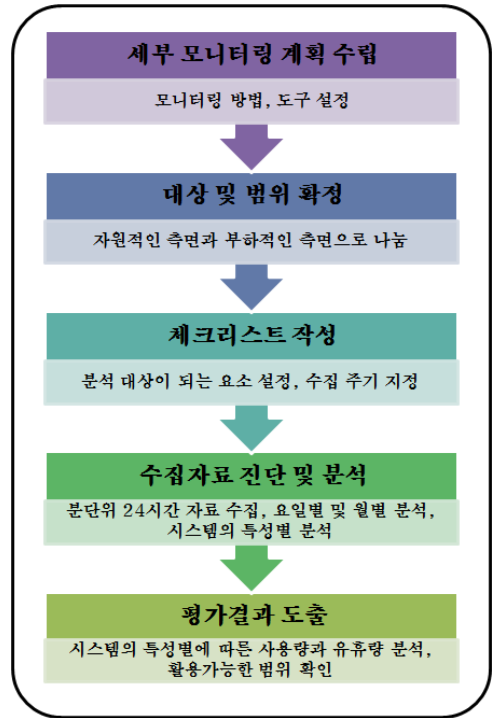 세부 모니터링 계획 수립
모니터링 방법, 도구 설정
대상 및 범위 확정
자원적인 측면과 부하적인 측면으로 나눔
체크리스트 작성
분석 대상이 되는 요소 설정, 수집 주기 지정
수집자료 진단 및 분석
분단위 24시간 자료 수집, 요일별 및 월별 분석,
시스템의 특성별 분석
평가결과 도출
시스템의 특성별에 따른 사용량과 유휴량 분석,
활용가능한 범위 확인